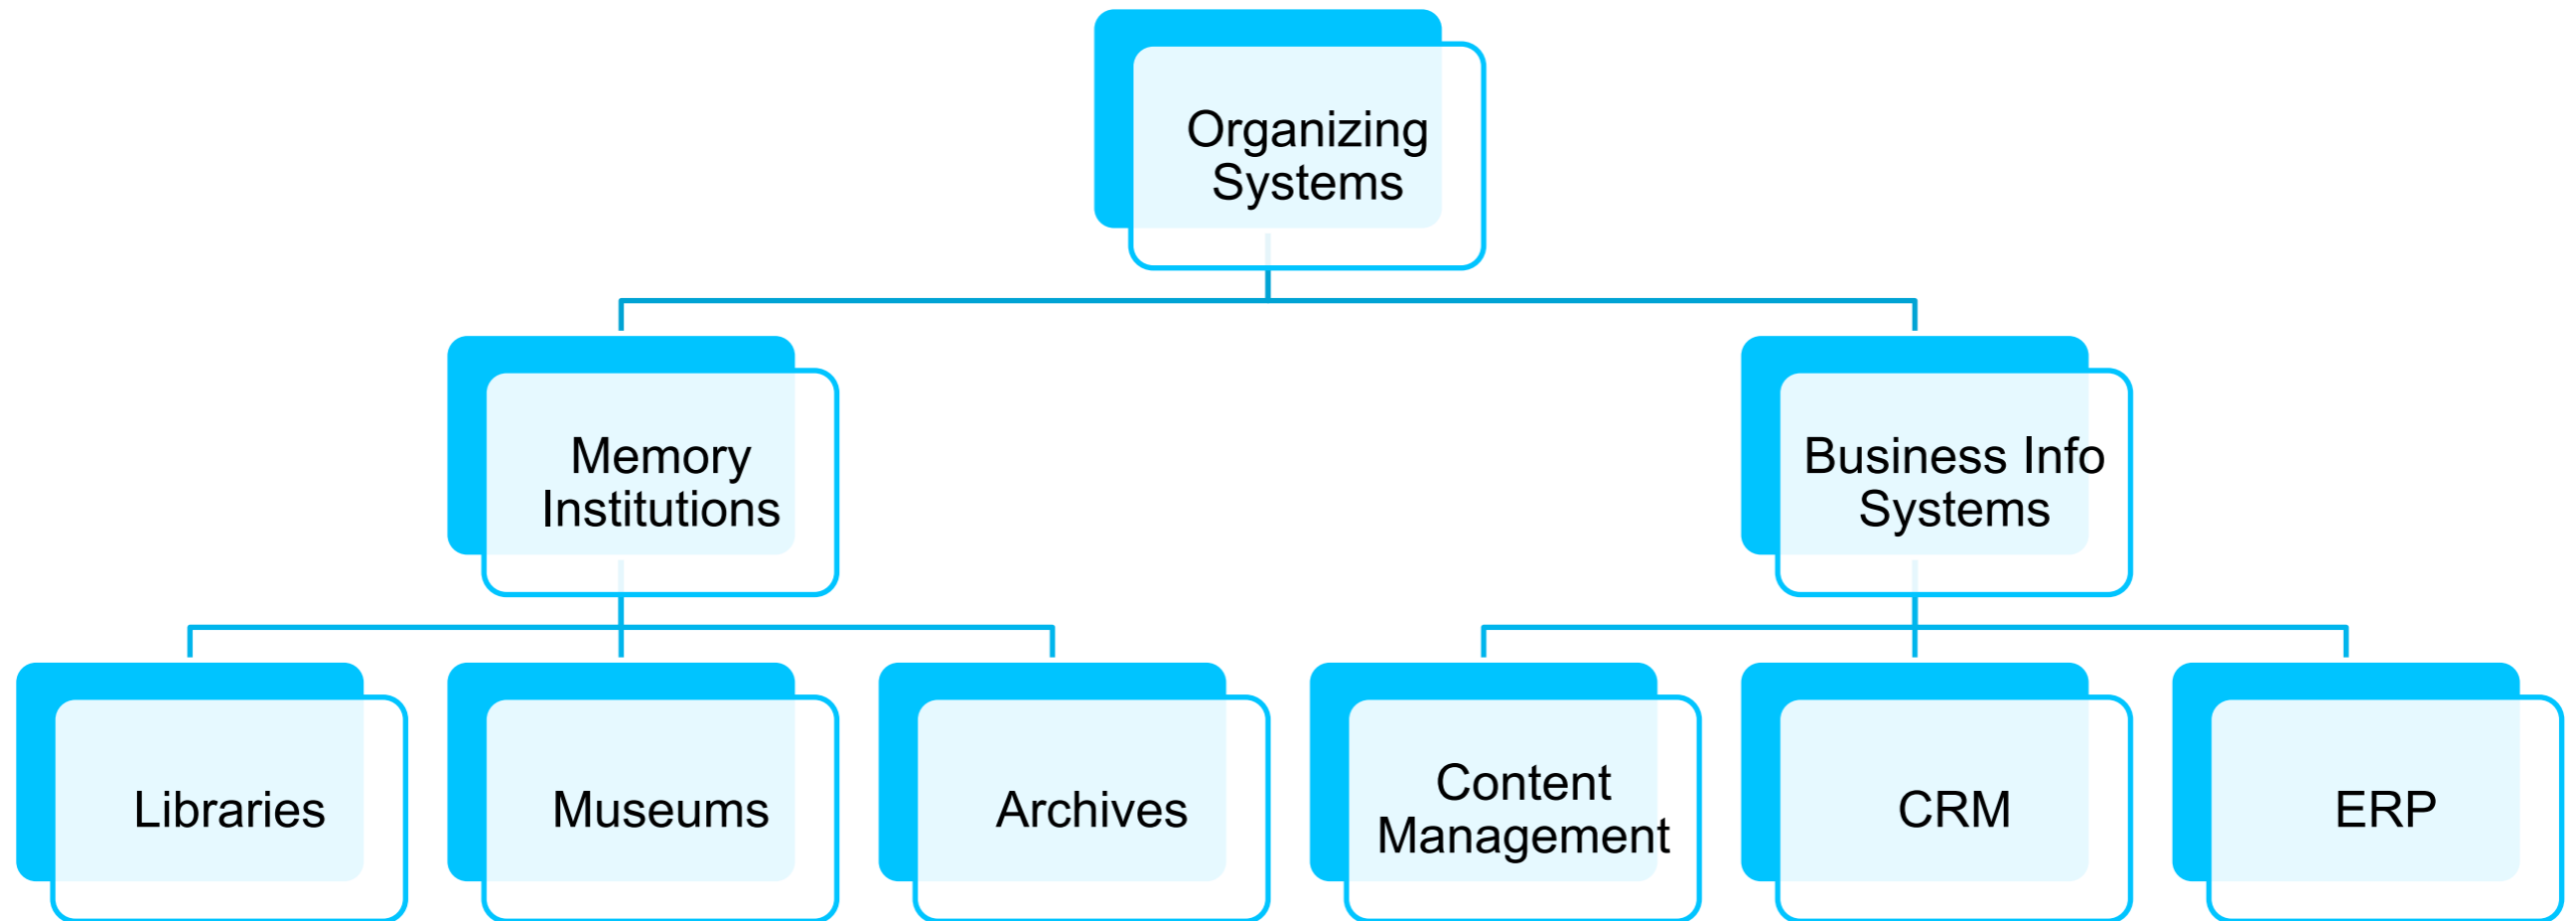 Organizing
Systems
Memory
Institutions
Business Info
Systems
Libraries
Museums
Archives
Content
Management
CRM
ERP